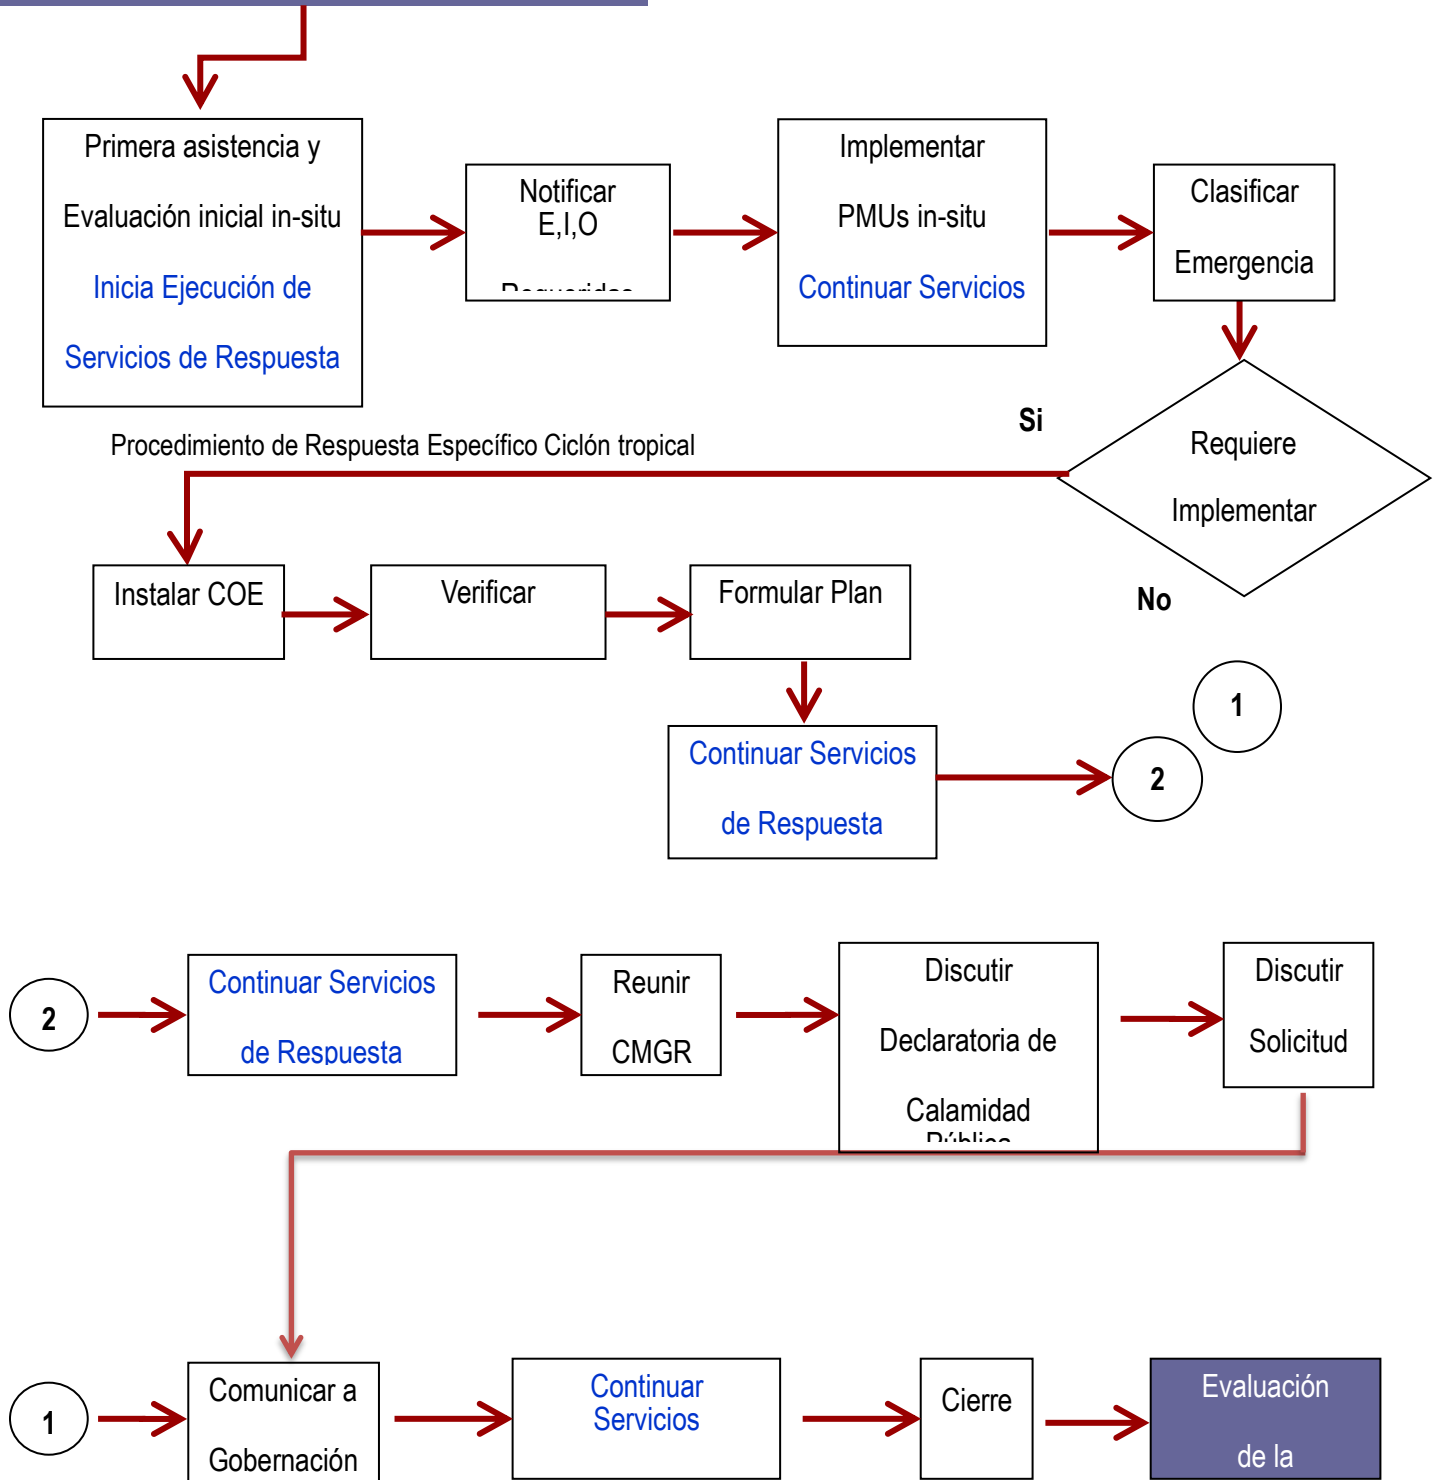 Primera asistencia y
Evaluación inicial in-situ
Inicia Ejecución de
Servicios de Respuesta
Notificar
E,I,O
Implementar
PMUs in-situ
Continuar Servicios
Clasificar
Emergencia
Si
Requiere
Implementar
No
Procedimiento de Respuesta Específico Ciclón tropical
Instalar COE
Verificar
Formular Plan
Continuar Servicios
de Respuesta
1
2
2
Continuar Servicios
de Respuesta
Reunir
CMGR
Discutir
Declaratoria de
Calamidad
Pública
Discutir
Solicitud
1
Comunicar a
Gobernación
Continuar
Servicios
Cierre
Evaluación
de la